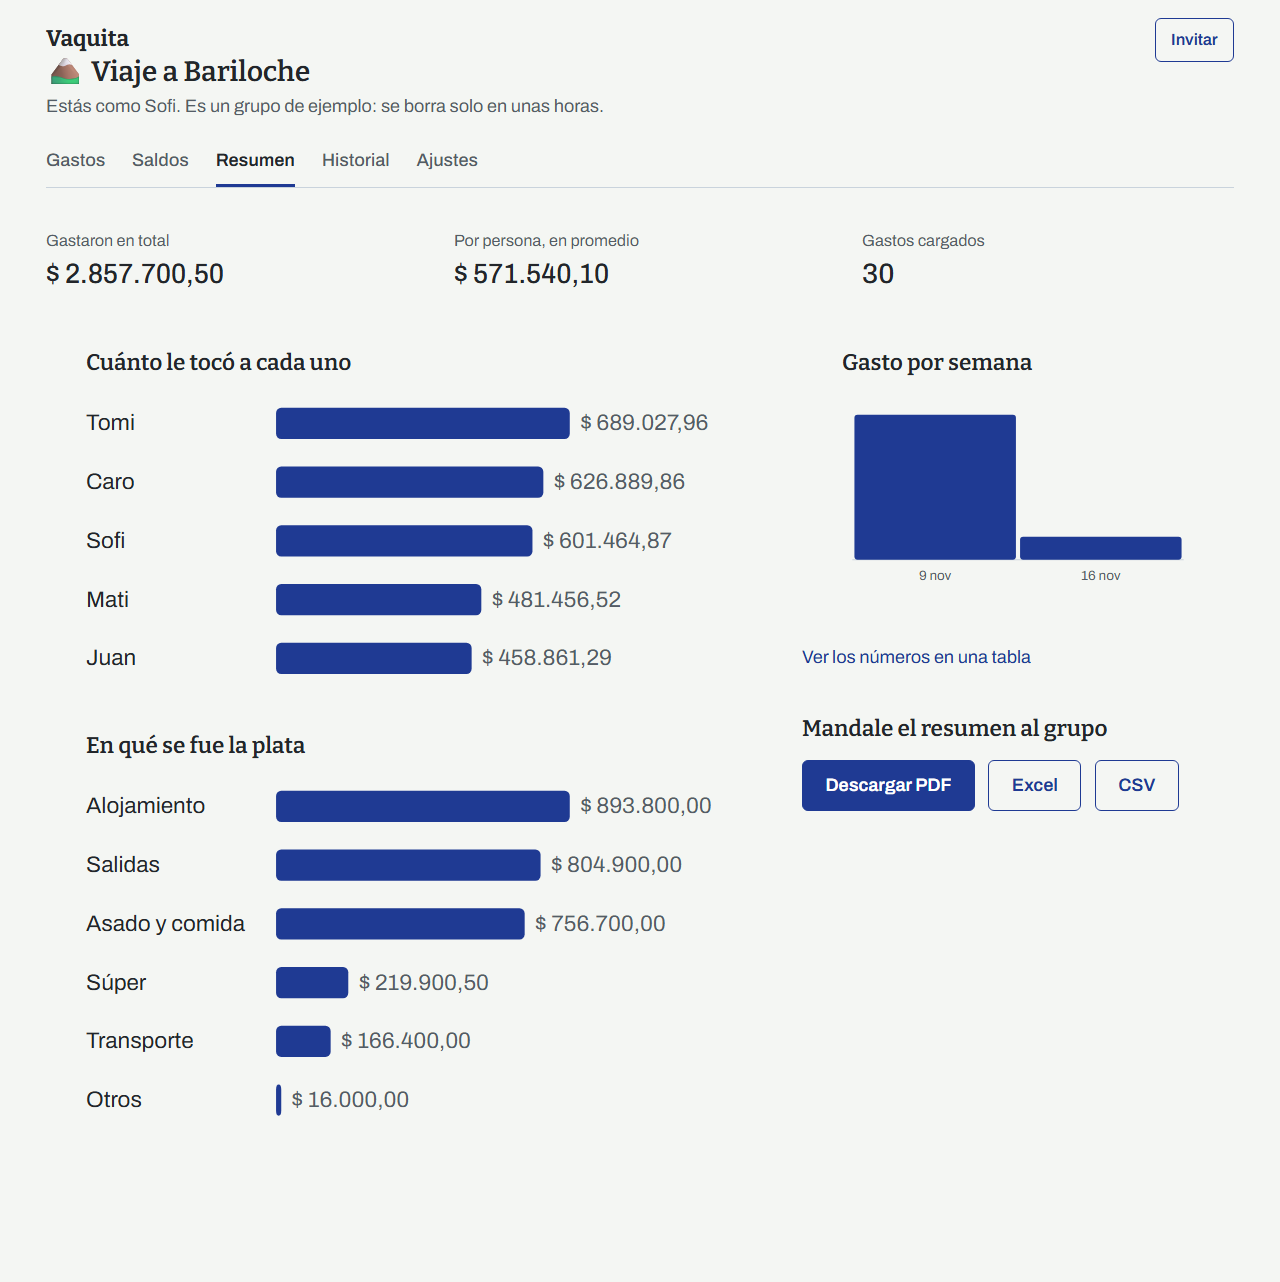 Vaquita
Invitar
Viaje a Bariloche
Estás como Sofi. Es un grupo de ejemplo: se borra solo en unas horas.
Gastos Saldos Resumen Historial Ajustes
Gastaron en total
$ 2.857.700,50
Por persona, en promedio
$ 571.540,10
Gastos cargados
30
Cuánto le tocó a cada uno
Tomi $ 689.027,96
Caro $ 626.889,86
Sofi $ 601.464,87
Mati $ 481.456,52
Juan $ 458.861,29
En qué se fue la plata
Alojamiento $ 893.800,00
Salidas $ 804.900,00
Asado y comida $ 756.700,00
Súper $ 219.900,50
Transporte $ 166.400,00
Otros $ 16.000,00
Gasto por semana
9 nov 16 nov
Ver los números en una tabla
Mandale el resumen al grupo
Descargar PDF Excel CSV